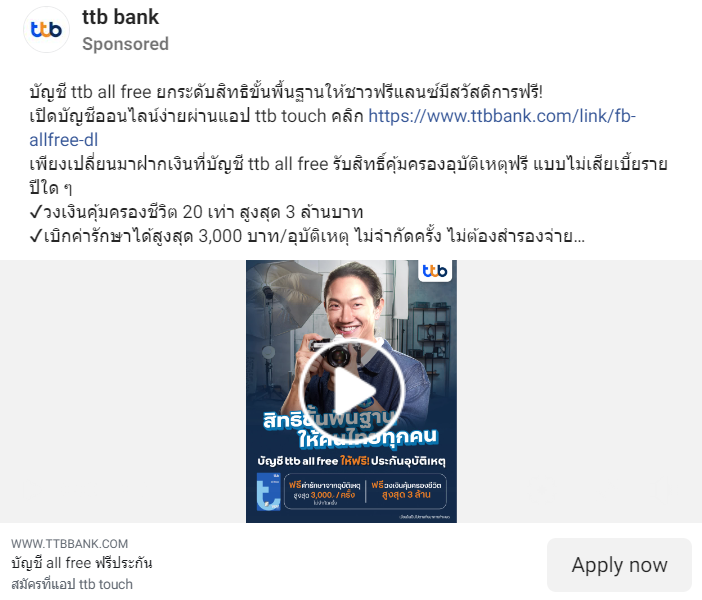 ttb
ttb bank
Sponsored
บัญชี ttb all free ยกระดับสิทธิขั้นพื้นฐานให้ชาวฟรีแลนซ์มีสวัสดิการฟรี!
เปิดบัญชีออนไลน์ง่ายผ่านแอป ttb touch คลิก https://www.ttbbank.com/link/fb-
allfree-dl
เพียงเปลี่ยนมาฝากเงินที่บัญชี ttb all free รับสิทธิ์คุ้มครองอุบัติเหตุฟรี แบบไม่เสียเบี้ยราย
ปีใด ๆ
✓วงเงินคุ้มครองชีวิต 20 เท่า สูงสุด 3 ล้านบาท
✓เบิกค่ารักษาได้สูงสุด 3,000 บาท/อุบัติเหตุ ไม่จำกัดครั้ง ไม่ต้องสำรองจ่าย...
ttb
สิทธิขั้นพื้นฐาน
ให้คนไทยทุกคน
บัญชี ttb all free ให้ฟรี! ประกันอุบัติเหตุ
ฟรีค่ารักษาจากอุบัติเหตุ
สูงสุด 3,000.-/ครั้ง
ไม่จำกัดครั้ง
ฟรีวงเงินคุ้มครองชีวิต
สูงสุด 3 ล้าน
WWW.TTBBANK.COM
บัญชี all free ฟรีประกัน
สมัครที่แอป ttb touch
Apply now